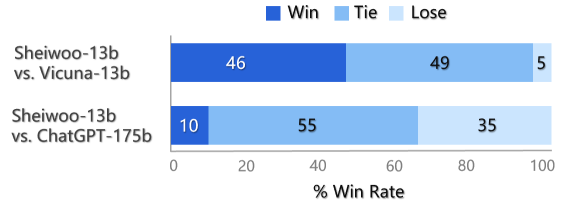 Win Tie Lose
Sheiwoo-13b
vs. Vicuna-13b
46 49 5
Sheiwoo-13b
vs. ChatGPT-175b
10 55 35
0 20 40 60 80 100
% Win Rate